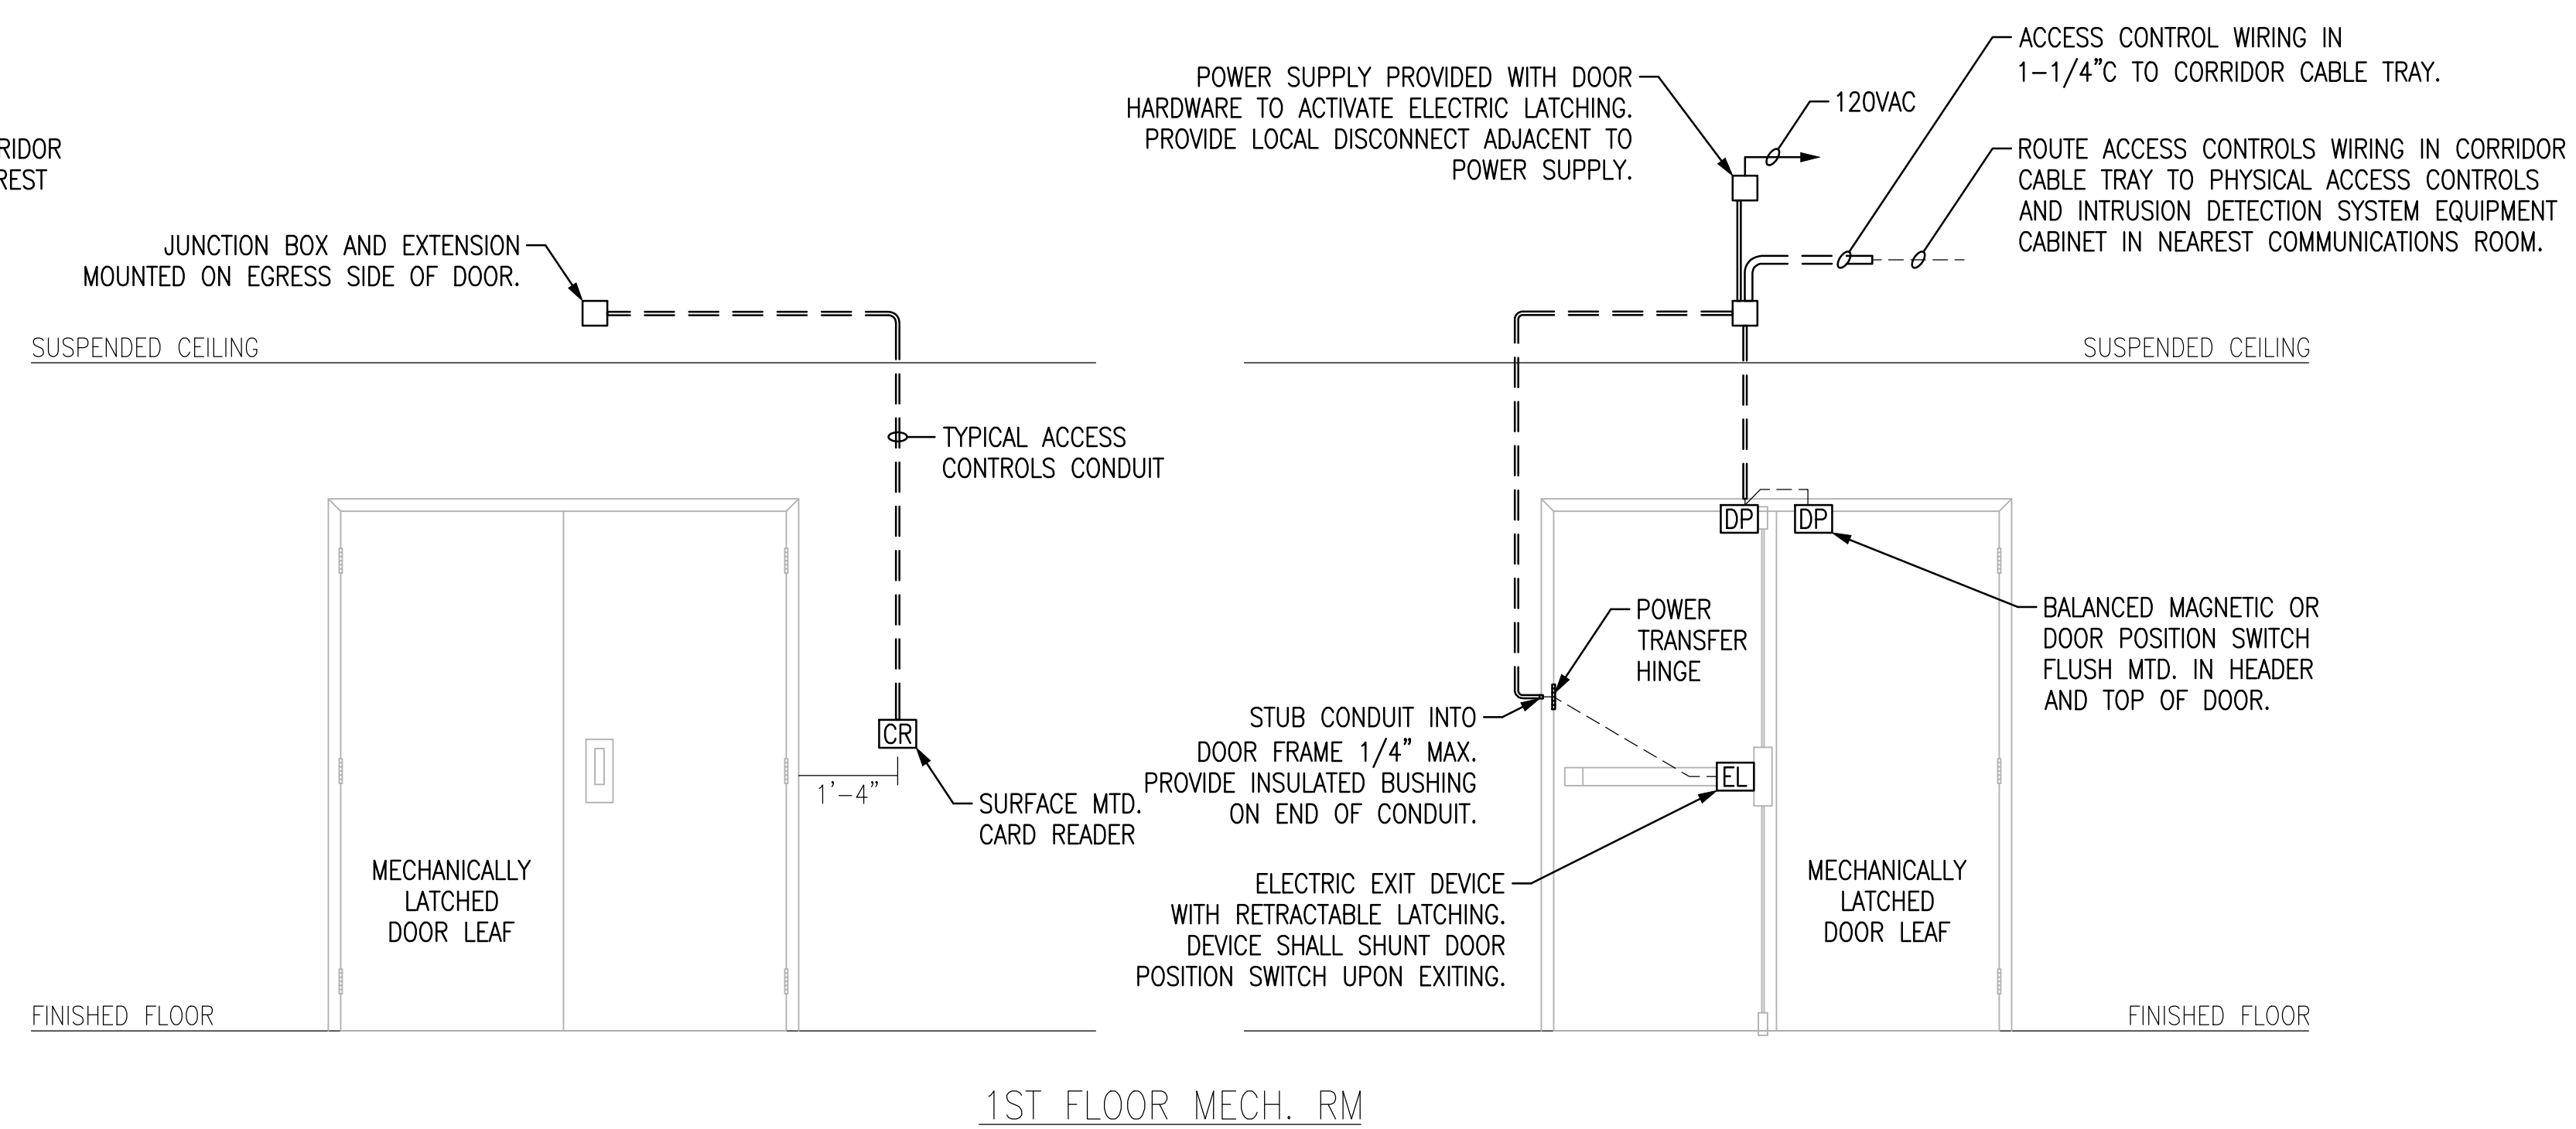 RIDOR
REST
JUNCTION BOX AND EXTENSION
MOUNTED ON EGRESS SIDE OF DOOR.
SUSPENDED CEILING
TYPICAL ACCESS
CONTROLS CONDUIT
CR
1'-4"
SURFACE MTD.
CARD READER
MECHANICALLY
LATCHED
DOOR LEAF
FINISHED FLOOR
POWER SUPPLY PROVIDED WITH DOOR
HARDWARE TO ACTIVATE ELECTRIC LATCHING.
PROVIDE LOCAL DISCONNECT ADJACENT TO
POWER SUPPLY.
120VAC
ACCESS CONTROL WIRING IN
1-1/4"C TO CORRIDOR CABLE TRAY.
ROUTE ACCESS CONTROLS WIRING IN CORRIDOR
CABLE TRAY TO PHYSICAL ACCESS CONTROLS
AND INTRUSION DETECTION SYSTEM EQUIPMENT
CABINET IN NEAREST COMMUNICATIONS ROOM.
SUSPENDED CEILING
DP
DP
POWER
TRANSFER
HINGE
BALANCED MAGNETIC OR
DOOR POSITION SWITCH
FLUSH MTD. IN HEADER
AND TOP OF DOOR.
STUB CONDUIT INTO
DOOR FRAME 1/4" MAX.
PROVIDE INSULATED BUSHING
ON END OF CONDUIT.
EL
ELECTRIC EXIT DEVICE
WITH RETRACTABLE LATCHING.
DEVICE SHALL SHUNT DOOR
POSITION SWITCH UPON EXITING.
MECHANICALLY
LATCHED
DOOR LEAF
FINISHED FLOOR
1ST FLOOR MECH. RM